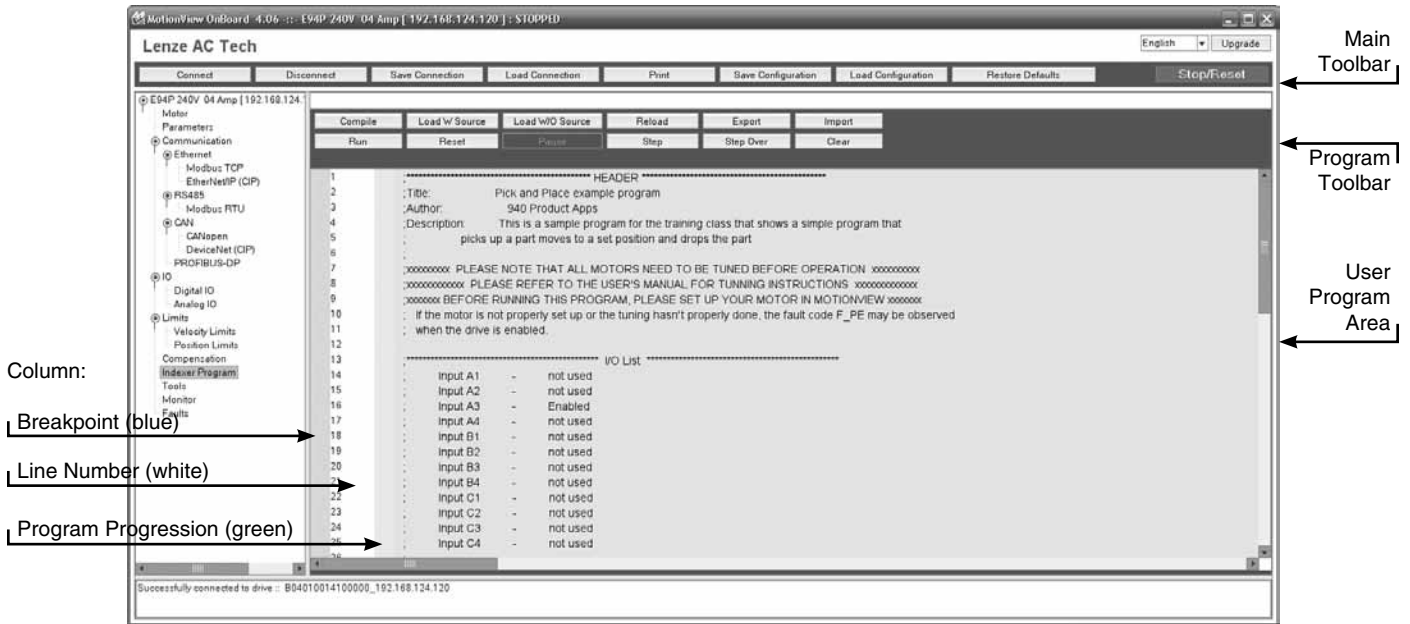 MotionView OnBoard 4.06 -::- E94P 240V 04 Amp [ 192.168.124.120 ] : STOPPED
Lenze AC Tech
English Upgrade
Main Toolbar
Connect Disconnect Save Connection Load Connection Print Save Configuration Load Configuration Restore Defaults Stop/Reset
E94P 240V 04 Amp [ 192.168.124.
Motor
Parameters
Communication
Ethernet
Modbus TCP
EtherNet/IP (CIP)
RS485
Modbus RTU
CAN
CANopen
DeviceNet (CIP)
PROFIBUS-DP
IO
Digital IO
Analog IO
Limits
Velocity Limits
Position Limits
Compensation
Indexer Program
Tools
Monitor
Faults
Compile Load W Source Load W/O Source Reload Export Import
Run Reset Pause Step Step Over Clear
Program Toolbar
1 ;*********************************************** HEADER ***********************************************
2 ;Title: Pick and Place example program
3 ;Author: 940 Product Apps
4 ;Description: This is a sample program for the training class that shows a simple program that
5 ; picks up a part moves to a set position and drops the part
6 ;
7 ;xxxxxxxxx PLEASE NOTE THAT ALL MOTORS NEED TO BE TUNED BEFORE OPERATION xxxxxxxxxx
8 ;xxxxxxxxxxxx PLEASE REFER TO THE USER'S MANUAL FOR TUNNING INSTRUCTIONS xxxxxxxxxxxx
9 ;xxxxxxx BEFORE RUNNING THIS PROGRAM, PLEASE SET UP YOUR MOTOR IN MOTIONVIEW xxxxxxx
10 ; If the motor is not properly set up or the tuning hasn't properly done, the fault code F_PE may be observed
11 ; when the drive is enabled.
12
13 ;************************************************ I/O List ************************************************
14 ; Input A1 - not used
15 ; Input A2 - not used
16 ; Input A3 - Enabled
17 ; Input A4 - not used
18 ; Input B1 - not used
19 ; Input B2 - not used
20 ; Input B3 - not used
21 ; Input B4 - not used
22 ; Input C1 - not used
23 ; Input C2 - not used
24 ; Input C3 - not used
25 ; Input C4 - not used
26
User Program Area
Column:
Breakpoint (blue)
Line Number (white)
Program Progression (green)
Successfully connected to drive :: B04010014100000_192.168.124.120